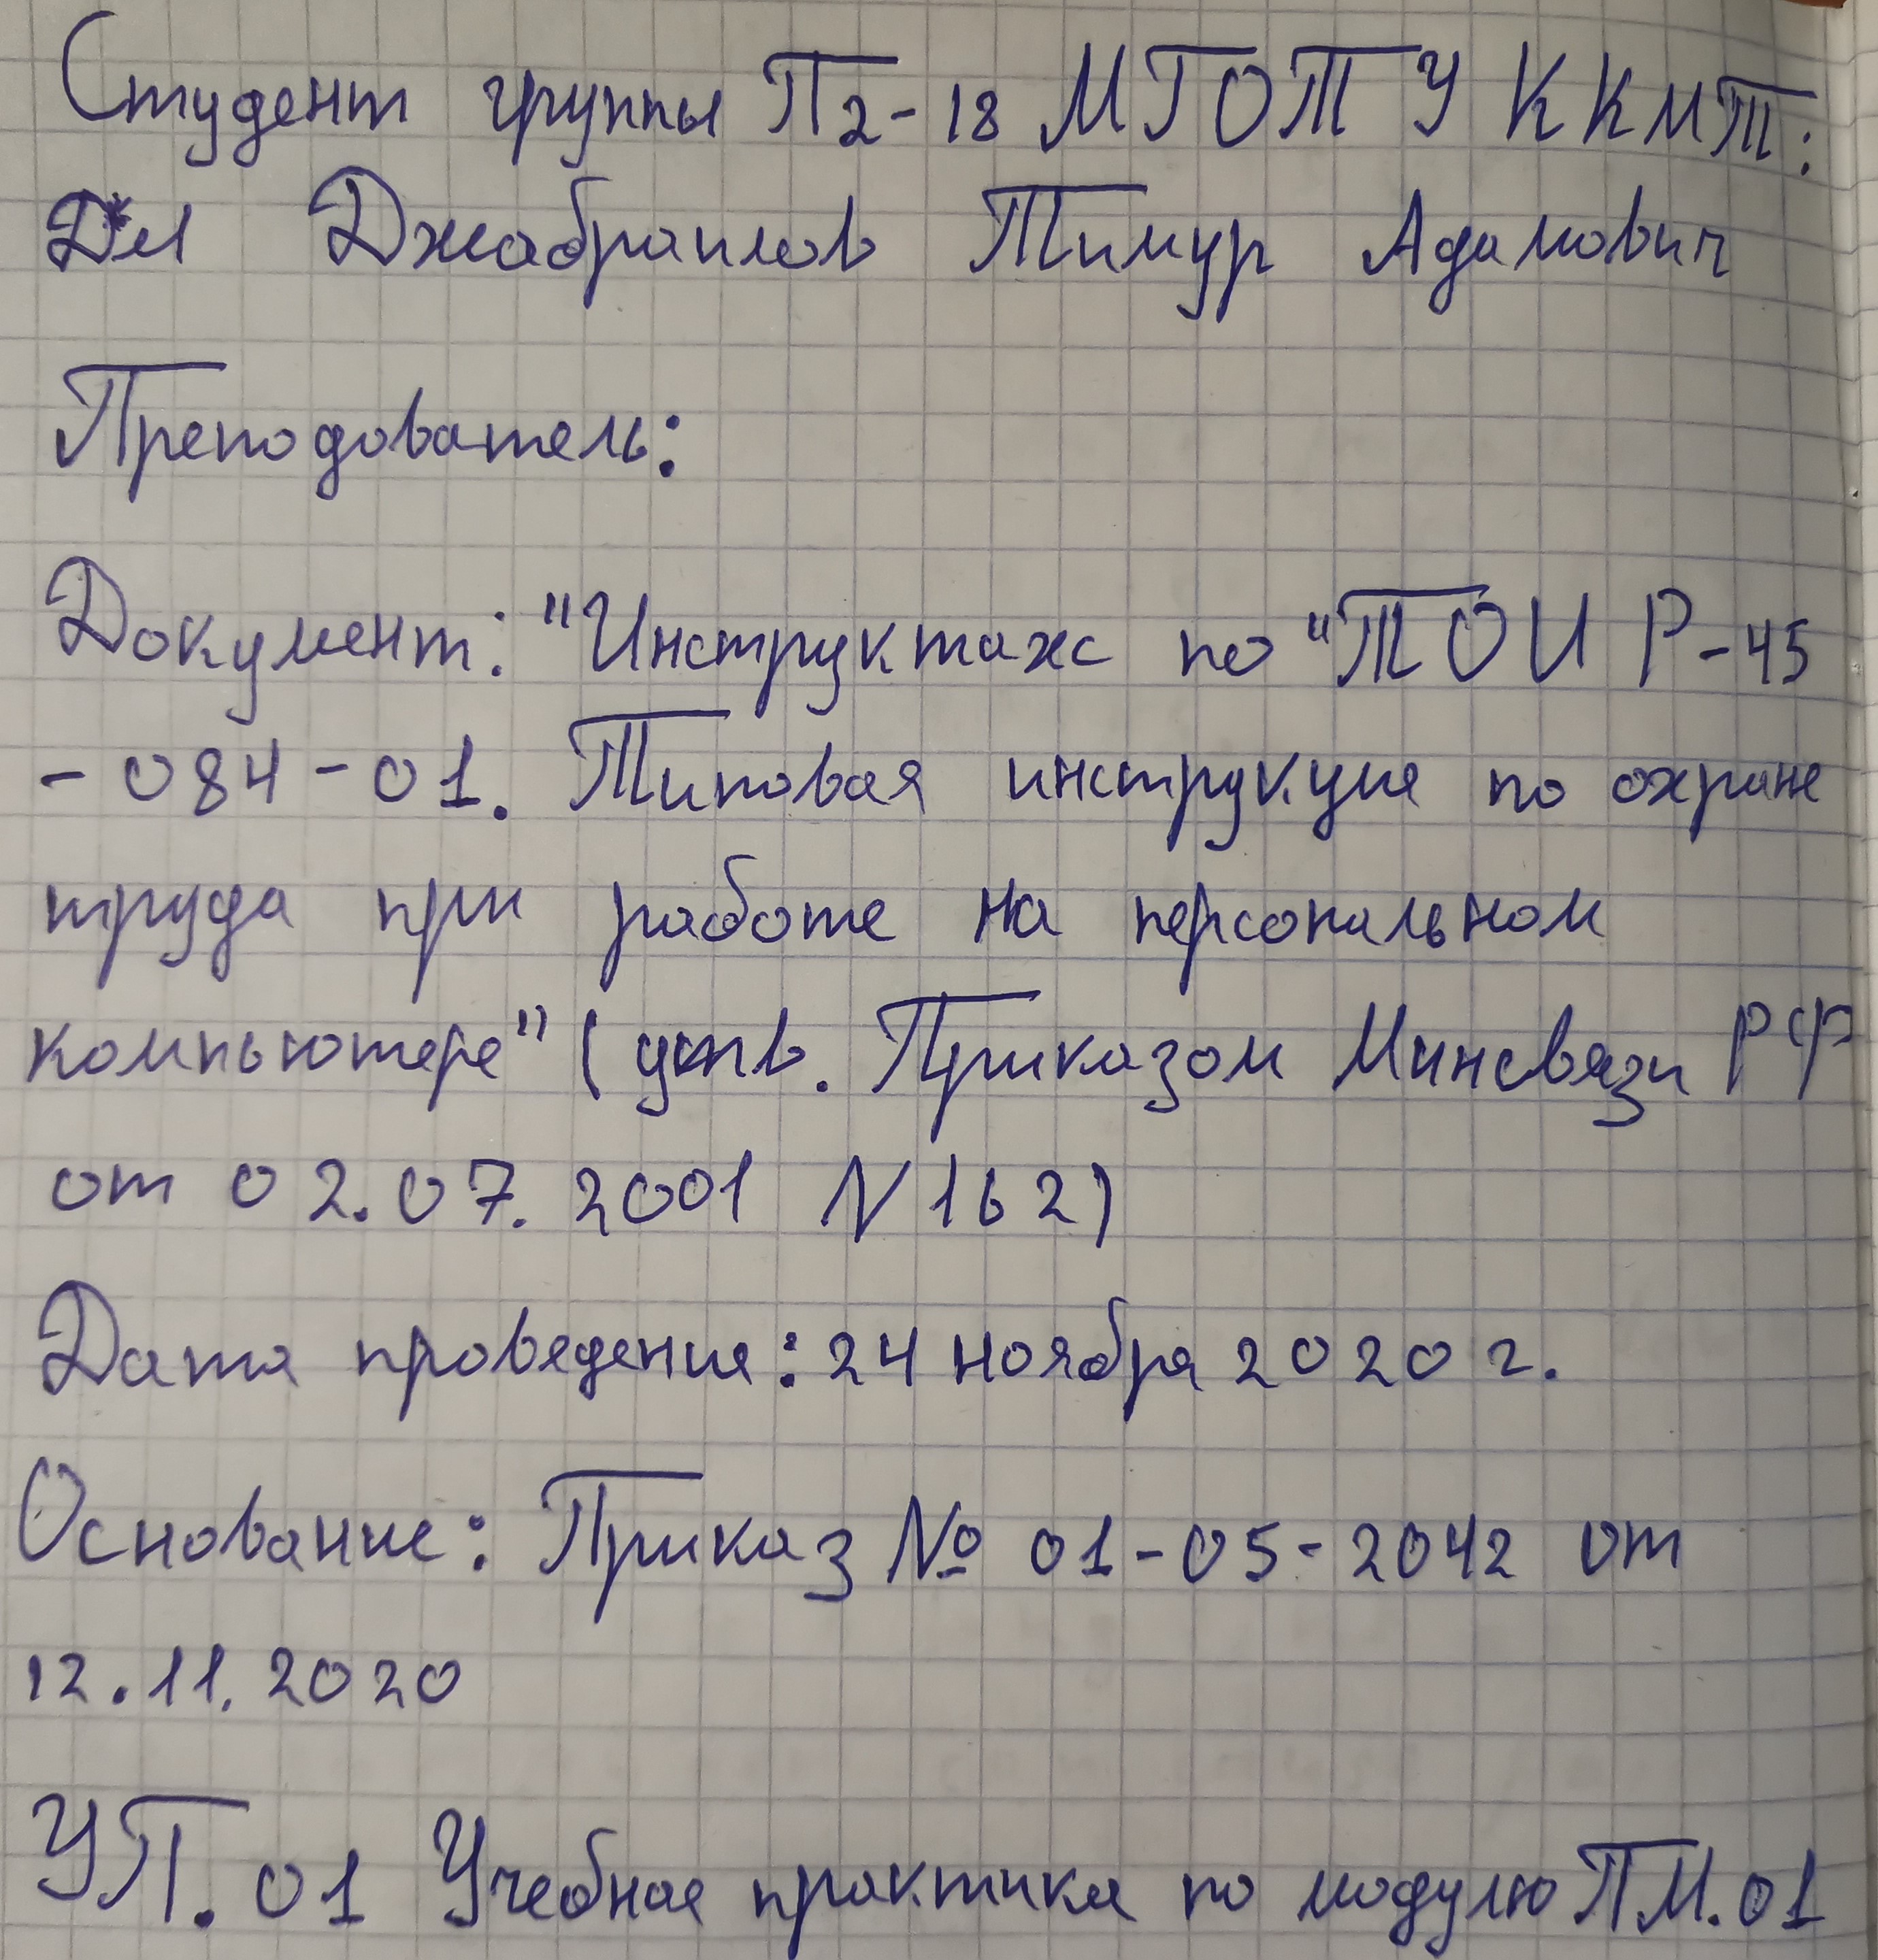 Студент группы П2-18 МГОТУ ККМТ:
Джабраилов Тимур Адамович
Преподователь:
Документ: "Инструктаж по "ТОИ Р-45
-084-01. Типовая инструкция по охране
труда при работе на персональном
компьютере" (утв. Приказом Минсвязи РФ
от 02.07.2001 N 162)
Дата проведения: 24 ноября 2020 г.
Основание: Приказ № 01-05-2042 от
12.11.2020
УП.01 Учебная практика по модулю ПМ.01